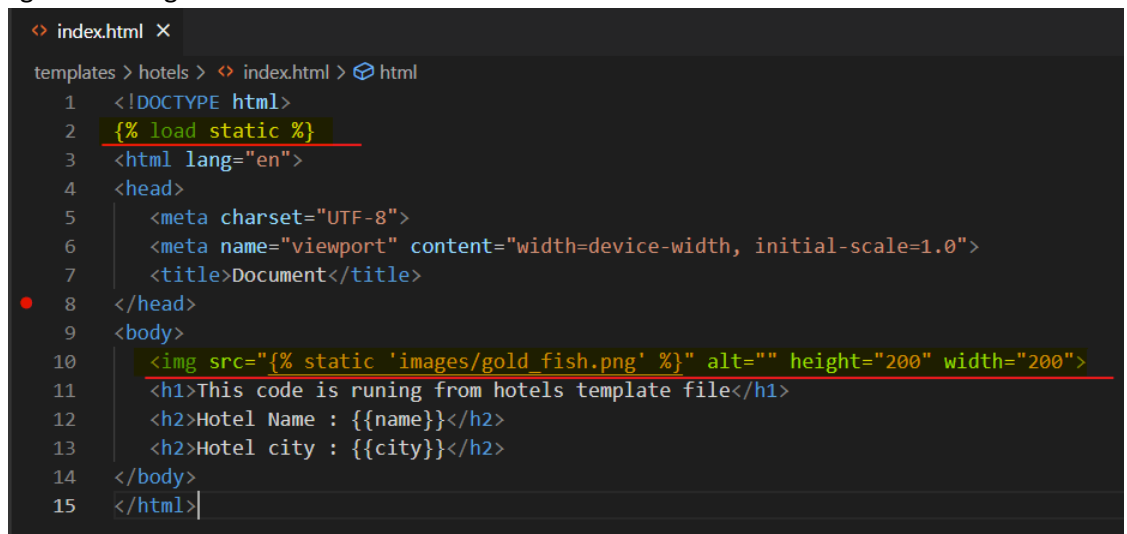 index.html ×
templates > hotels > index.html > html
1 <!DOCTYPE html>
2 {% load static %}
3 <html lang="en">
4 <head>
5 <meta charset="UTF-8">
6 <meta name="viewport" content="width=device-width, initial-scale=1.0">
7 <title>Document</title>
8 </head>
9 <body>
10 <img src="{% static 'images/gold_fish.png' %}" alt="" height="200" width="200">
11 <h1>This code is runing from hotels template file</h1>
12 <h2>Hotel Name : {{name}}</h2>
13 <h2>Hotel city : {{city}}</h2>
14 </body>
15 </html>